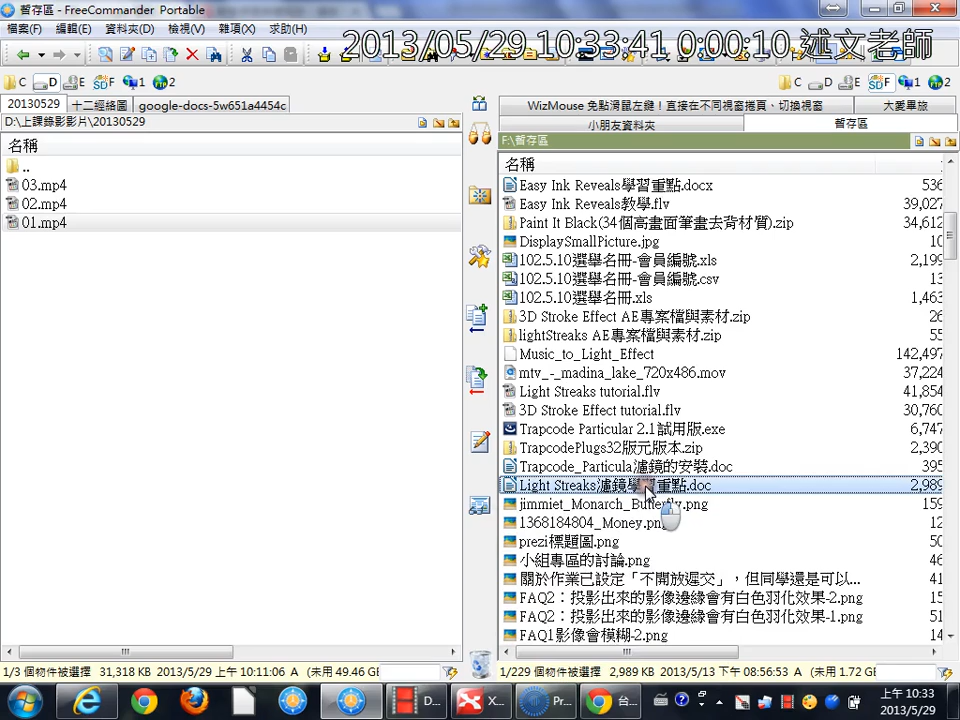 暫存區 - FreeCommander Portable
檔案(F) 編輯(E) 資料夾(D) 檢視(V) 雜項(X) 求助(H)
2013/05/29 10:33:41 0:00:10 述文老師
C D E F 1 2
C D E F 1 2
20130529 十二經絡圖 google-docs-5w651a4454c
D:\上課錄影影片\20130529
名稱
..
03.mp4
02.mp4
01.mp4
WizMouse 免點滑鼠左鍵！直接在不同視窗捲頁、切換視窗 大愛畢旅
小朋友資料夾 暫存區
F:\暫存區
名稱
Easy Ink Reveals學習重點.docx 536
Easy Ink Reveals教學.flv 39,027
Paint It Black(34個高畫面筆畫去背材質).zip 34,612
DisplaySmallPicture.jpg 10
102.5.10選舉名冊-會員編號.xls 2,199
102.5.10選舉名冊-會員編號.csv 13
102.5.10選舉名冊.xls 1,463
3D Stroke Effect AE專案檔與素材.zip 26
lightStreaks AE專案檔與素材.zip 55
Music_to_Light_Effect 142,497
mtv_-_madina_lake_720x486.mov 37,224
Light Streaks tutorial.flv 41,854
3D Stroke Effect tutorial.flv 30,760
Trapcode Particular 2.1試用版.exe 6,747
TrapcodePlugs32版元版本.zip 2,390
Trapcode_Particula濾鏡的安裝.doc 395
Light Streaks濾鏡學習重點.doc 2,989
jimmiet_Monarch_Butterfly.png 159
1368184804_Money.png 12
prezi標題圖.png 50
小組專區的討論.png 46
關於作業已設定「不開放遲交」，但同學還是可以... 41
FAQ2：投影出來的影像邊緣會有白色羽化效果-2.png 15
FAQ2：投影出來的影像邊緣會有白色羽化效果-1.png 51
FAQ1影像會模糊-2.png 14
1/3 個物件被選擇 31,318 KB 2013/5/29 上午 10:11:06 A (未用 49.46 GE
1/229 個物件被選擇 2,989 KB 2013/5/13 下午 08:56:53 A (未用 1.72 GE
D... X... Pr... 台...
上午 10:33
2013/5/29